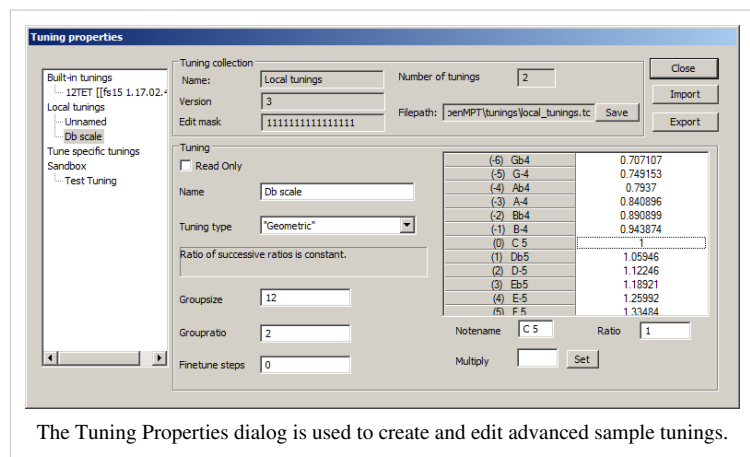 Tuning properties
Built-in tunings
12TET [[fs15 1.17.02.4
Local tunings
Unnamed
Db scale
Tune specific tunings
Sandbox
Test Tuning
Tuning collection
Name: Local tunings
Number of tunings 2
Version 3
Filepath: penMPT\tunings\local_tunings.tc Save
Edit mask 1111111111111111
Close
Import
Export
Tuning
Read Only
Name Db scale
Tuning type "Geometric"
Ratio of successive ratios is constant.
Groupsize 12
Groupratio 2
Finetune steps 0
(-6) Gb4 0.707107
(-5) G-4 0.749153
(-4) Ab4 0.7937
(-3) A-4 0.840896
(-2) Bb4 0.890899
(-1) B-4 0.943874
(0) C 5 1
(1) Db5 1.05946
(2) D-5 1.12246
(3) Eb5 1.18921
(4) E-5 1.25992
(5) F 5 1.33484
Notename C 5 Ratio 1
Multiply Set
The Tuning Properties dialog is used to create and edit advanced sample tunings.